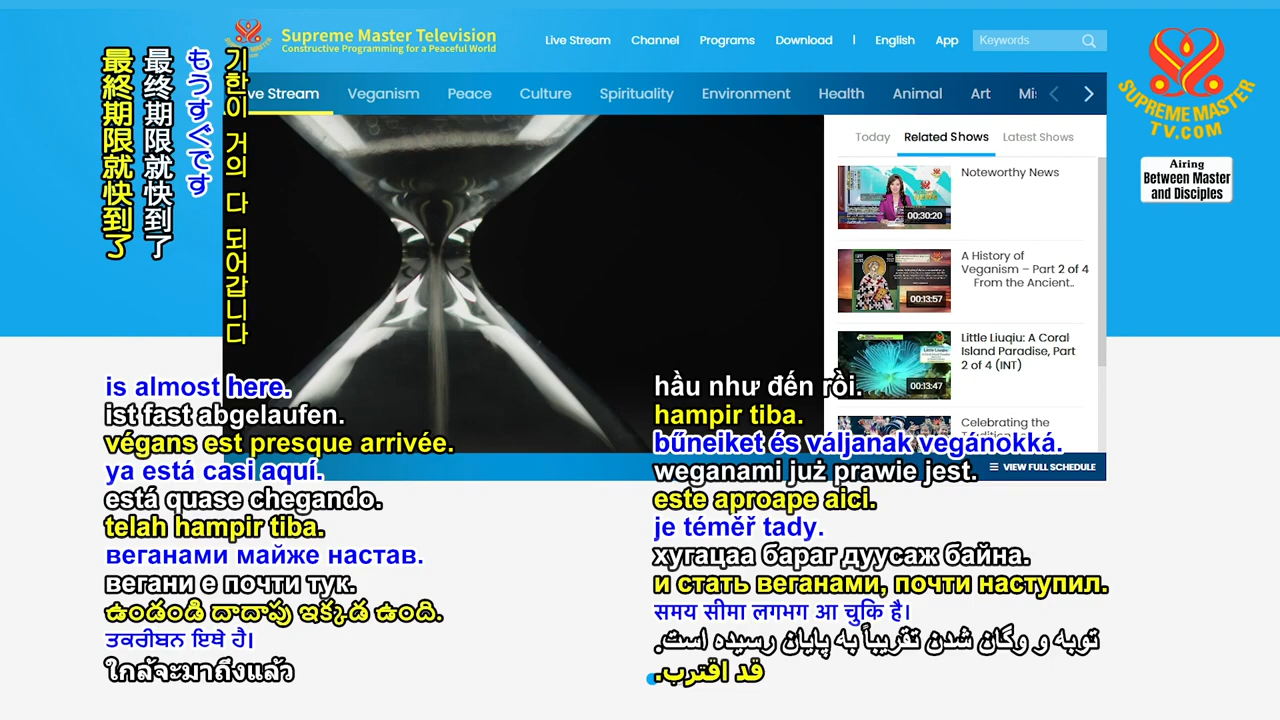 Supreme Master Television
Constructive Programming for a Peaceful World
Live Stream Channel Programs Download | English App Keywords
ve Stream Veganism Peace Culture Spirituality Environment Health Animal Art Mi
SUPREME MASTER
TV.COM
Airing
Between Master
and Disciples
最終期限就快到了
最终期限就快到了
もうすぐです
기한이 거의 다 되어갑니다
Today Related Shows Latest Shows
Noteworthy News
00:30:20
A History of
Veganism – Part 2 of 4
From the Ancient..
00:13:57
Little Liuqiu: A Coral
Island Paradise, Part
2 of 4 (INT)
00:13:47
Celebrating the
VIEW FULL SCHEDULE
is almost here.
ist fast abgelaufen.
végans est presque arrivée.
ya está casi aquí.
está quase chegando.
telah hampir tiba.
веганами майже настав.
вегани е почти тук.
ఉండండి దాదాపు ఇక్కడ ఉంది.
ਤਕਰੀਬਨ ਇਥੇ ਹੈ।
ใกล้จะมาถึงแล้ว
hầu như đến rồi.
hampir tiba.
bűneiket és váljanak vegánokká.
weganami już prawie jest.
este aproape aici.
je téměř tady.
хугацаа бараг дуусаж байна.
и стать веганами, почти наступил.
समय सीमा लगभग आ चुकि है।
توبه و وگان شدن تقریباً به پایان رسیده است.
قد اقترب.